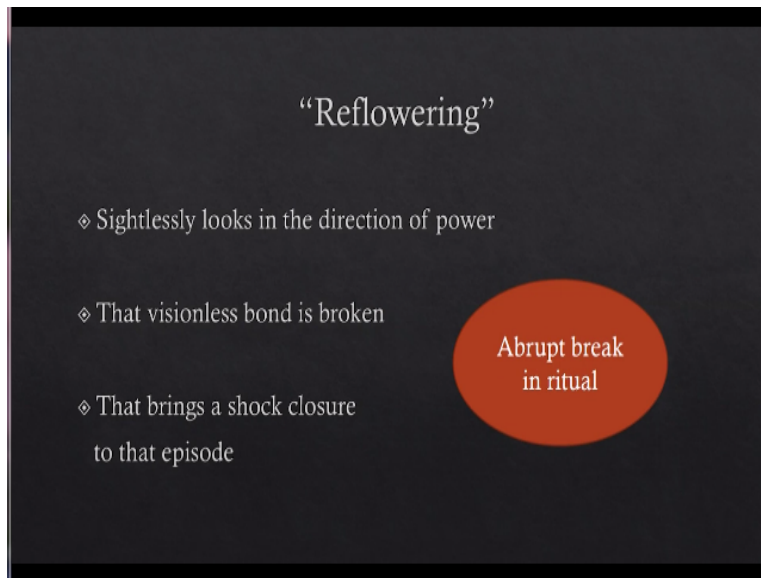 “Reflowering”
Sightlessly looks in the direction of power
That visionless bond is broken
Abrupt break
in ritual
That brings a shock closure
to that episode